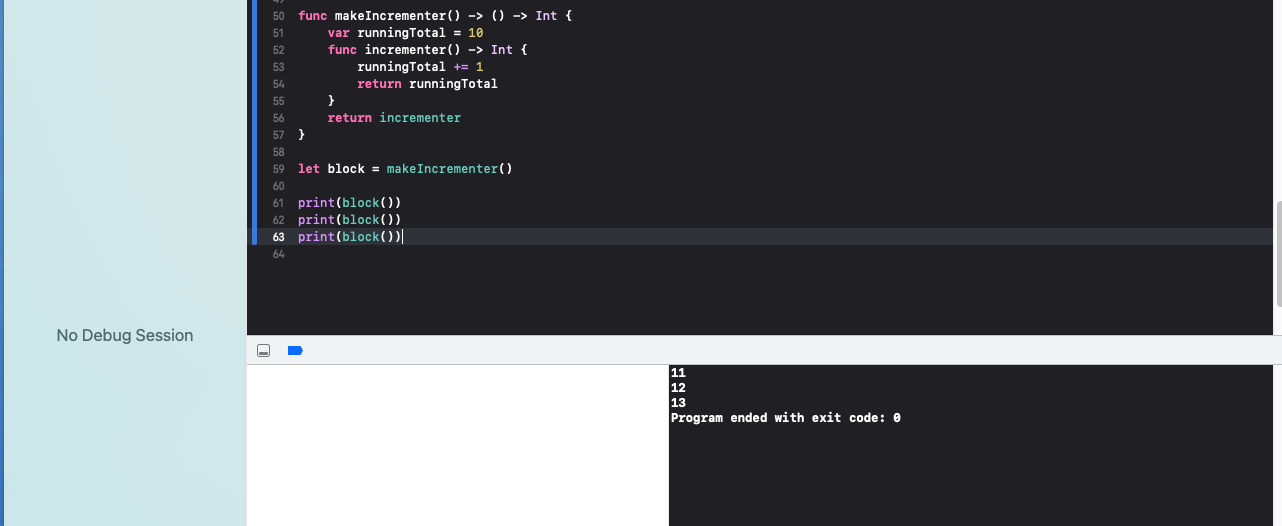 50 func makeIncrementer() -> () -> Int {
51     var runningTotal = 10
52     func incrementer() -> Int {
53         runningTotal += 1
54         return runningTotal
55     }
56     return incrementer
57 }
58
59 let block = makeIncrementer()
60
61 print(block())
62 print(block())
63 print(block())
64
No Debug Session
11
12
13
Program ended with exit code: 0